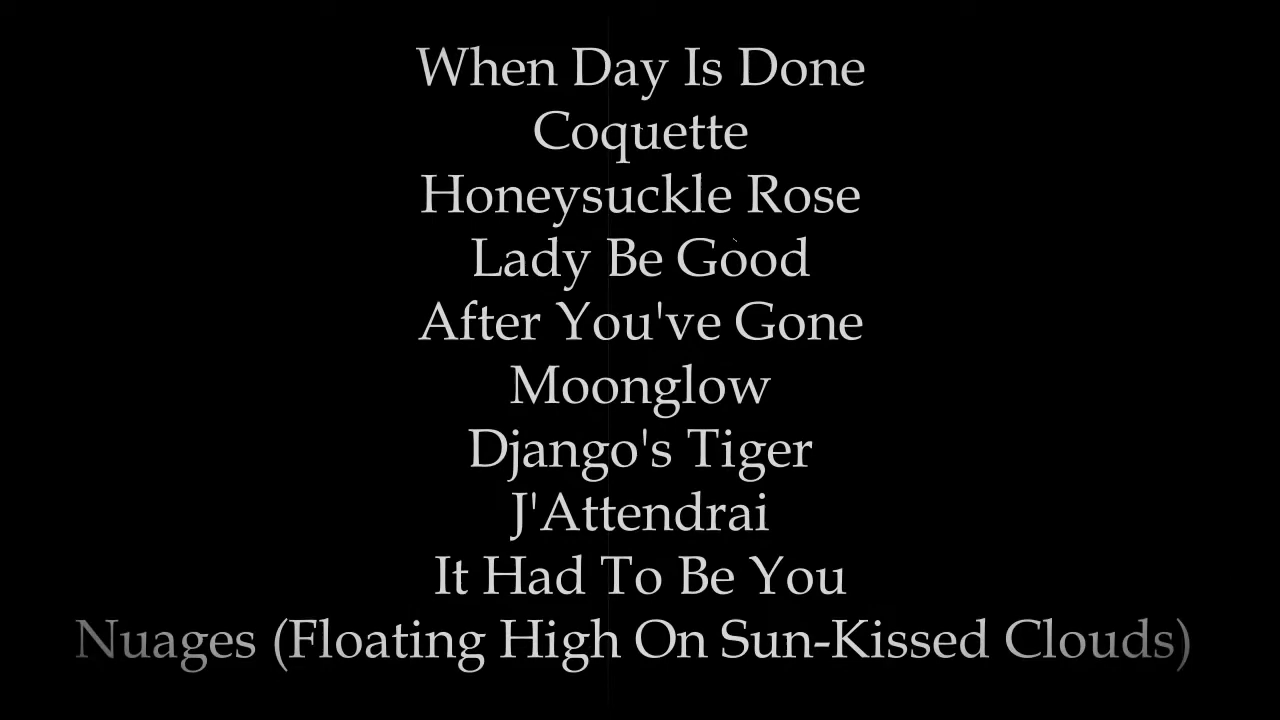 When Day Is Done
Coquette
Honeysuckle Rose
Lady Be Good
After You've Gone
Moonglow
Django's Tiger
J'Attendrai
It Had To Be You
Nuages (Floating High On Sun-Kissed Clouds)